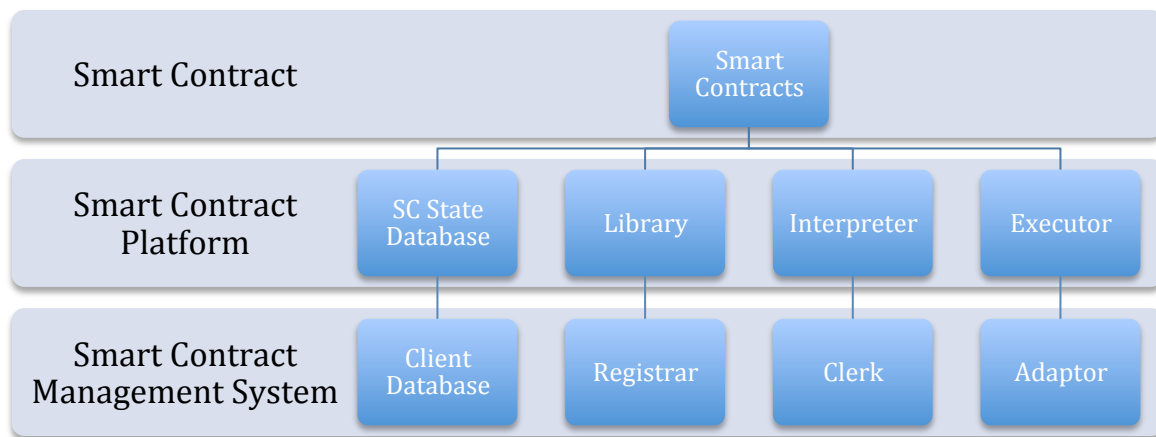 Smart Contract
Smart
Contracts
Smart Contract
Platform
SC State
Database
Library
Interpreter
Executor
Smart Contract
Management System
Client
Database
Registrar
Clerk
Adaptor